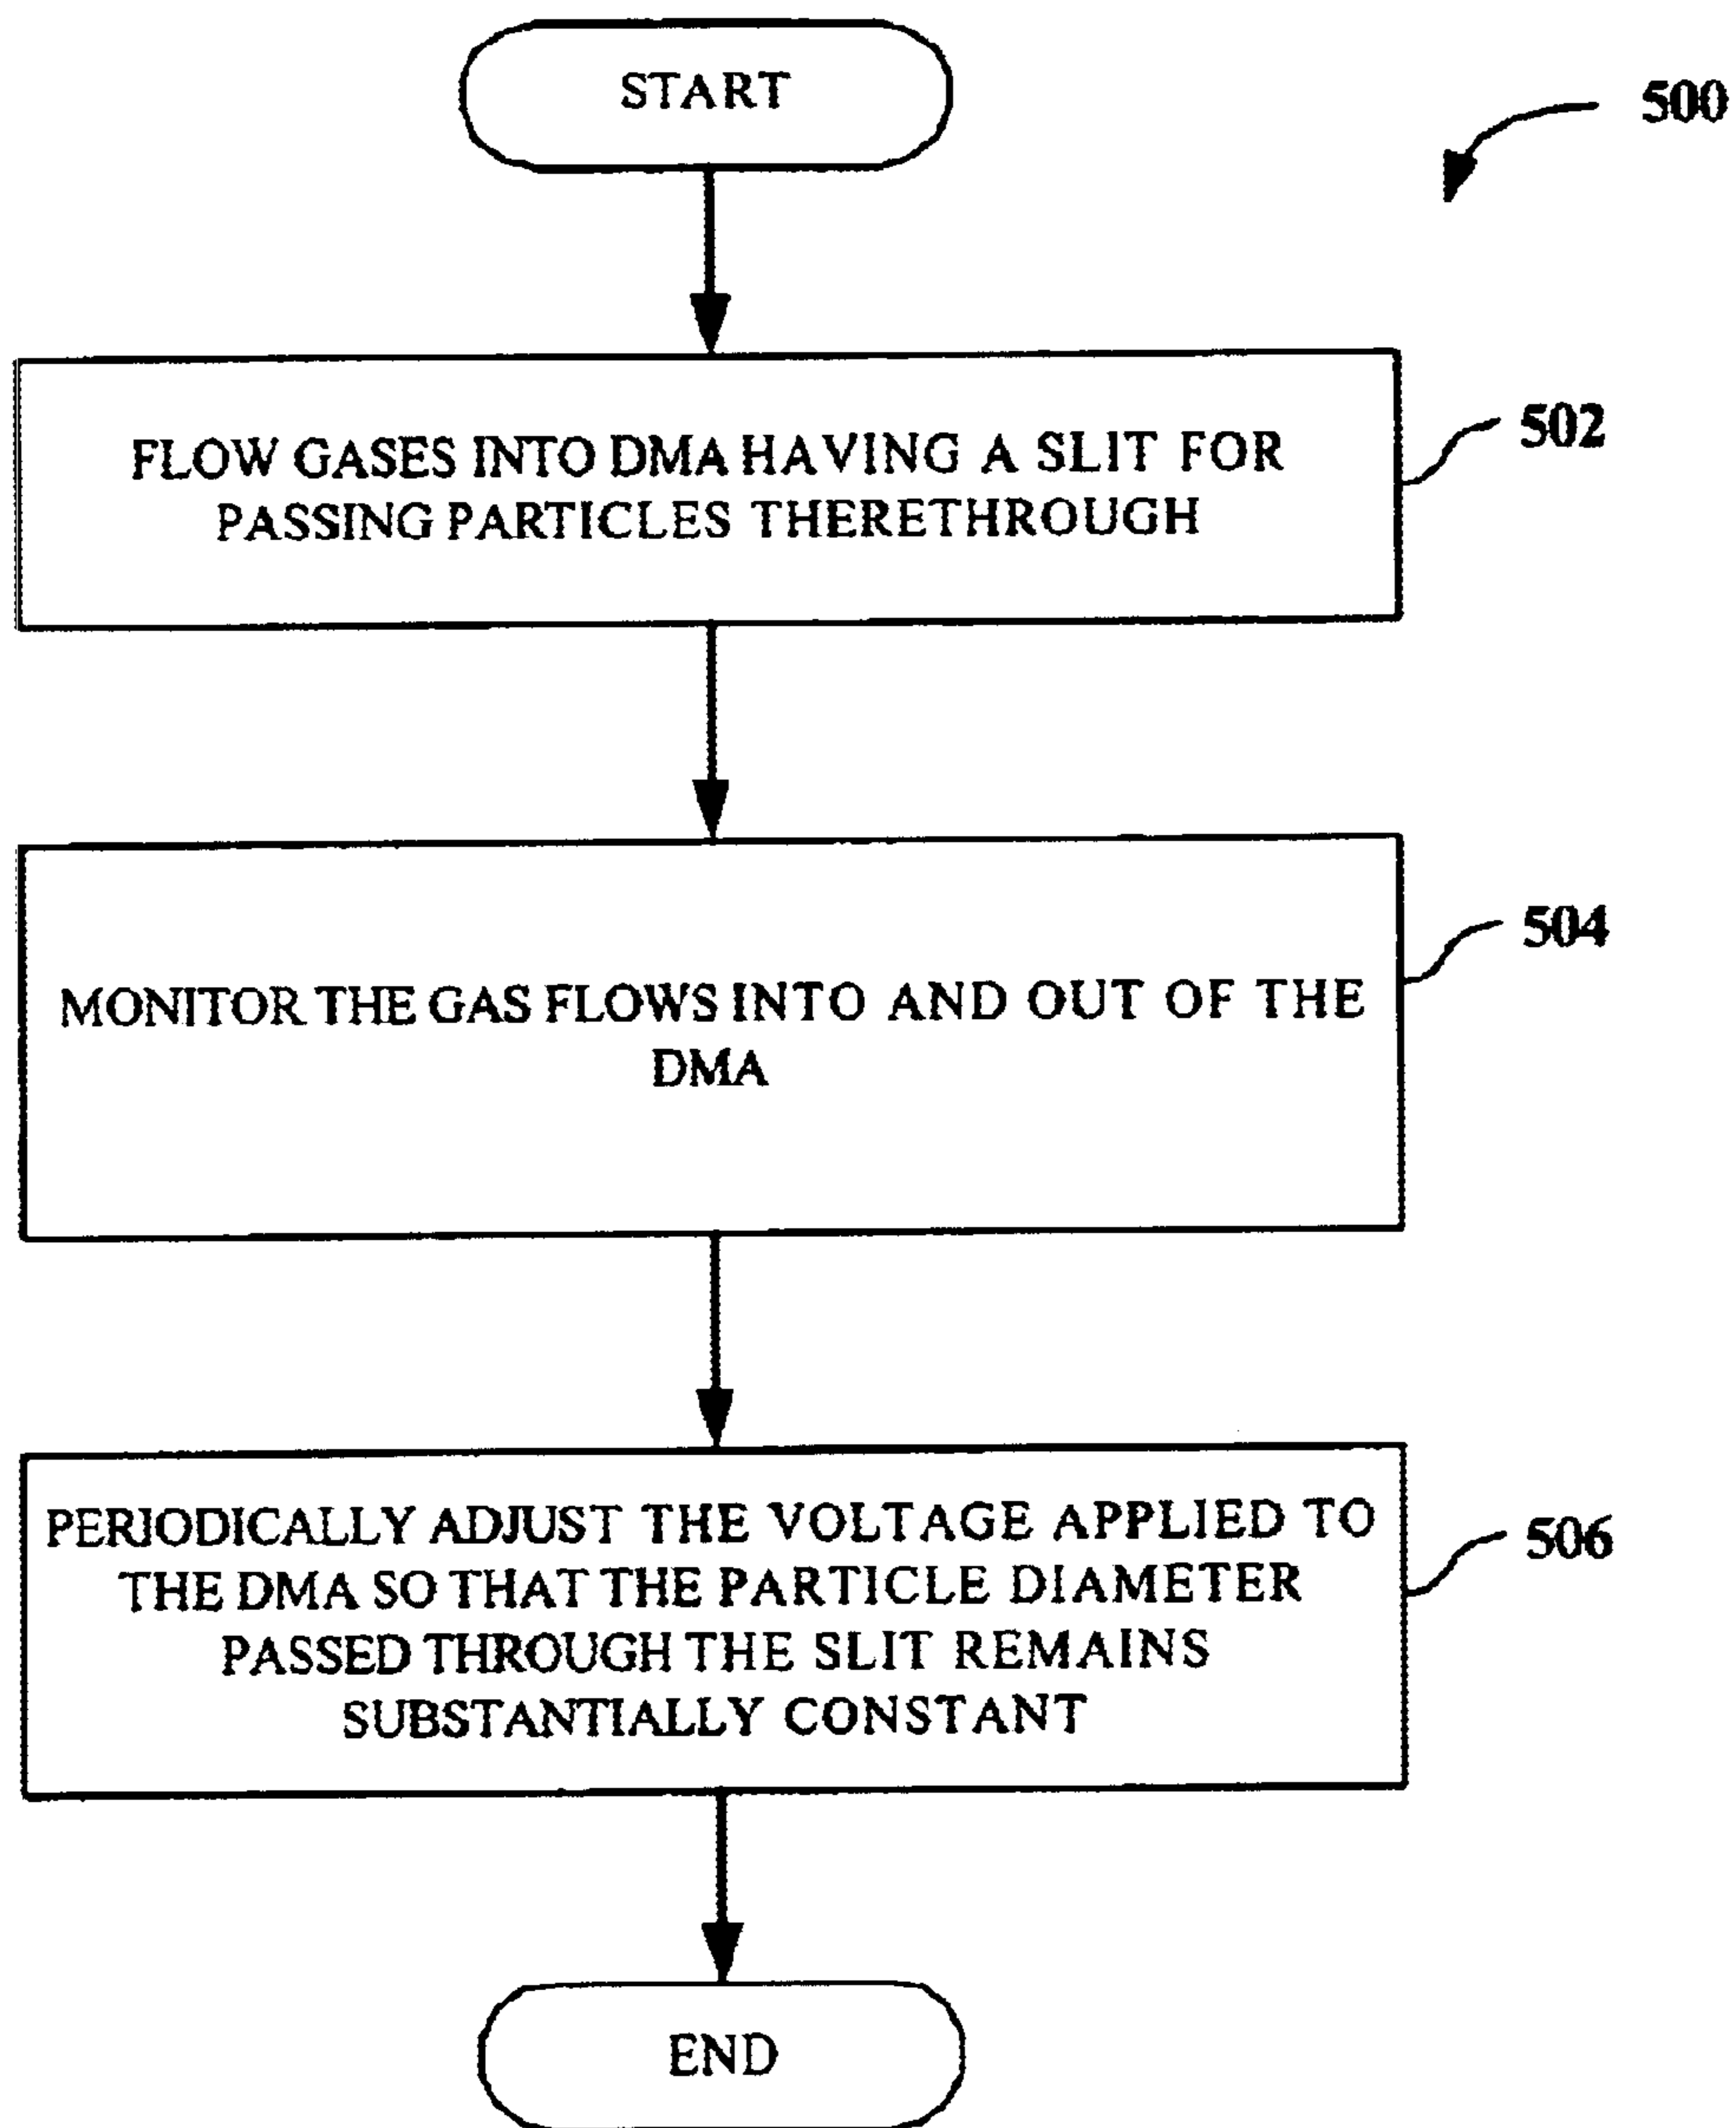 START
500
FLOW GASES INTO DMA HAVING A SLIT FOR
PASSING PARTICLES THERETHROUGH
502
MONITOR THE GAS FLOWS INTO AND OUT OF THE
DMA
504
PERIODICALLY ADJUST THE VOLTAGE APPLIED TO
THE DMA SO THAT THE PARTICLE DIAMETER
PASSED THROUGH THE SLIT REMAINS
SUBSTANTIALLY CONSTANT
506
END